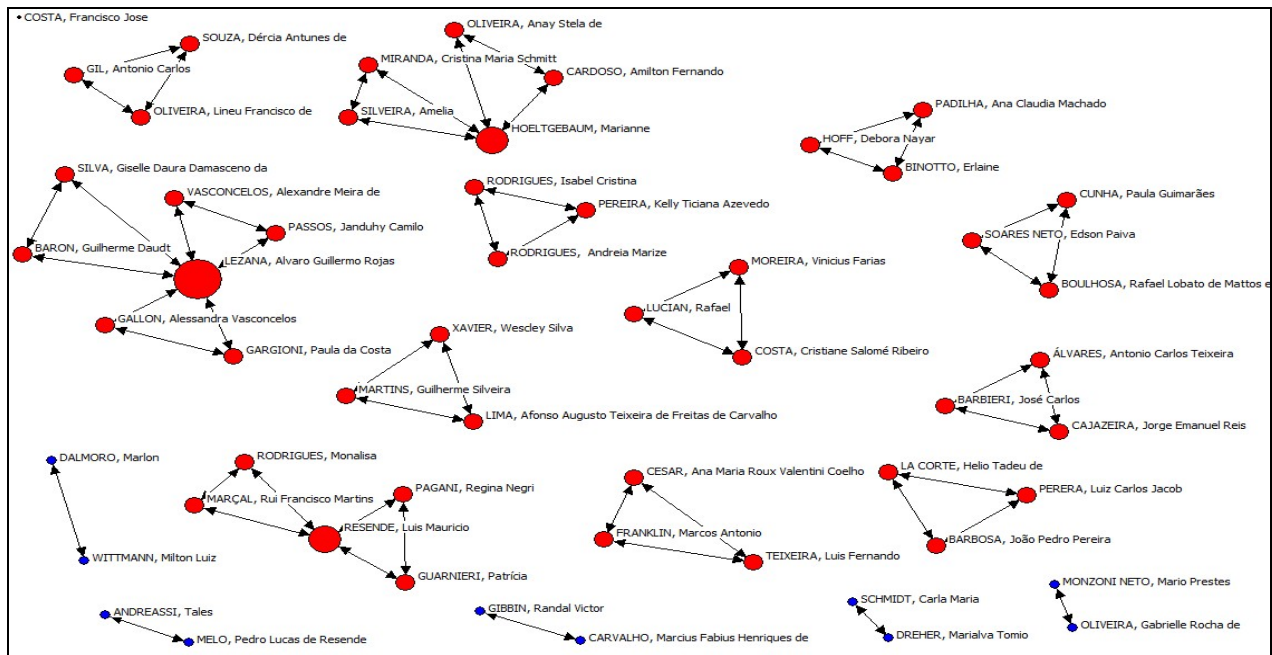 COSTA, Francisco Jose
SOUZA, Dércia Antunes de
GIL, Antonio Carlos
OLIVEIRA, Lineu Francisco de
OLIVEIRA, Anay Stela de
MIRANDA, Cristina Maria Schmitt
CARDOSO, Amilton Fernando
SILVEIRA, Amelia
HOELTGEBAUM, Marianne
PADILHA, Ana Claudia Machado
HOFF, Debora Nayar
BINOTTO, Erlaine
SILVA, Giselle Daura Damasceno da
VASCONCELOS, Alexandre Meira de
PASSOS, Janduhy Camilo
BARON, Guilherme Daudt
LEZANA, Alvaro Guillermo Rojas
GALLON, Alessandra Vasconcelos
GARGIONI, Paula da Costa
RODRIGUES, Isabel Cristina
PEREIRA, Kelly Ticiana Azevedo
RODRIGUES, Andreia Marize
CUNHA, Paula Guimarães
SOARES NETO, Edson Paiva
BOULHOSA, Rafael Lobato de Mattos e
MOREIRA, Vinicius Farias
LUCIAN, Rafael
COSTA, Cristiane Salomé Ribeiro
XAVIER, Wescley Silva
MARTINS, Guilherme Silveira
LIMA, Afonso Augusto Teixeira de Freitas de Carvalho
ÁLVARES, Antonio Carlos Teixeira
BARBIERI, José Carlos
CAJAZEIRA, Jorge Emanuel Reis
DALMORO, Marlon
WITTMANN, Milton Luiz
RODRIGUES, Monalisa
MARÇAL, Rui Francisco Martins
PAGANI, Regina Negri
RESENDE, Luis Mauricio
GUARNIERI, Patrícia
CESAR, Ana Maria Roux Valentini Coelho
FRANKLIN, Marcos Antonio
TEIXEIRA, Luis Fernando
LA CORTE, Helio Tadeu de
PERERA, Luiz Carlos Jacob
BARBOSA, João Pedro Pereira
ANDREASSI, Tales
MELO, Pedro Lucas de Resende
GIBBIN, Randal Victor
CARVALHO, Marcius Fabius Henriques de
SCHMIDT, Carla Maria
DREHER, Marialva Tomio
MONZONI NETO, Mario Prestes
OLIVEIRA, Gabrielle Rocha de